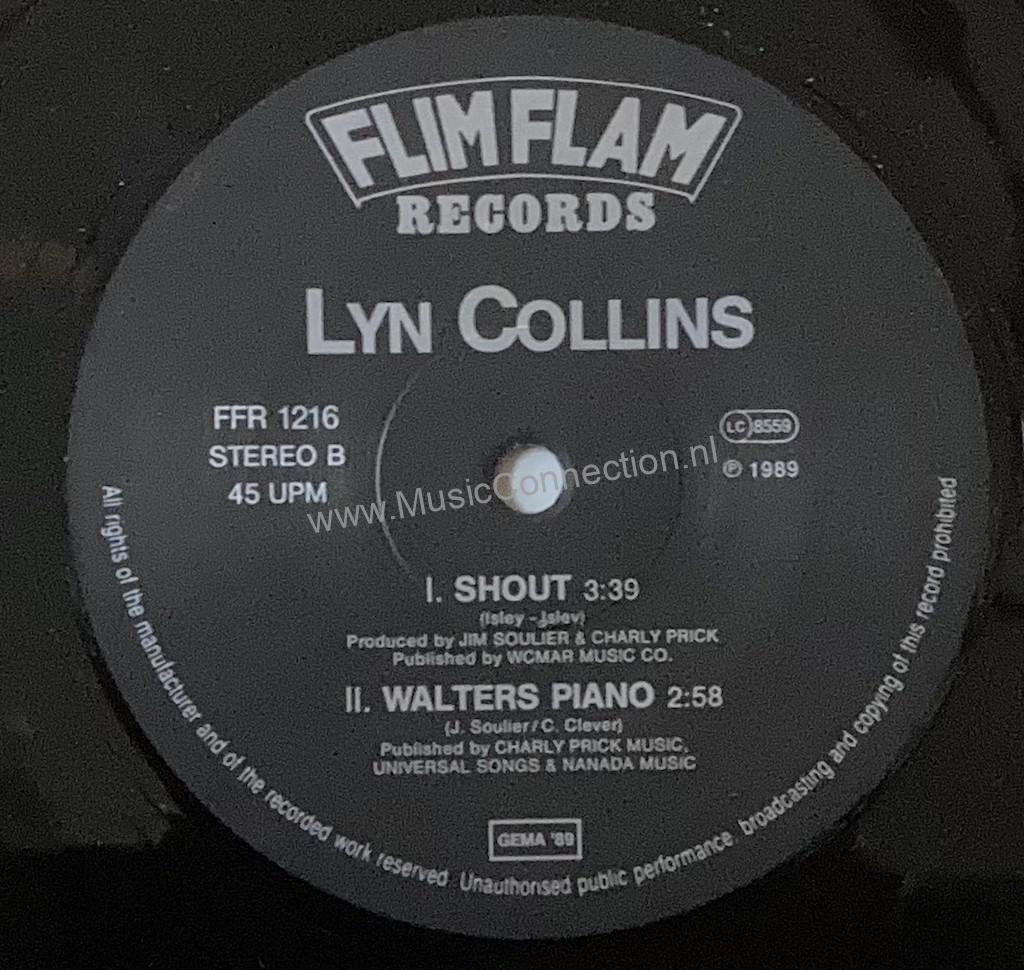 FLIM FLAM
RECORDS
LYN COLLINS
FFR 1216
STEREO B
45 UPM
LC 8559
℗ 1989
www.MusicConnection.nl
I. SHOUT 3:39
(Isley - Isley)
Produced by JIM SOULIER & CHARLY PRICK
Published by WCMAR MUSIC CO.
II. WALTERS PIANO 2:58
(J. Soulier/C. Clever)
Published by CHARLY PRICK MUSIC,
UNIVERSAL SONGS & NANADA MUSIC
GEMA '89
All rights of the manufacturer and of the recorded work reserved. Unauthorised public performance broadcasting and copying of this record prohibited